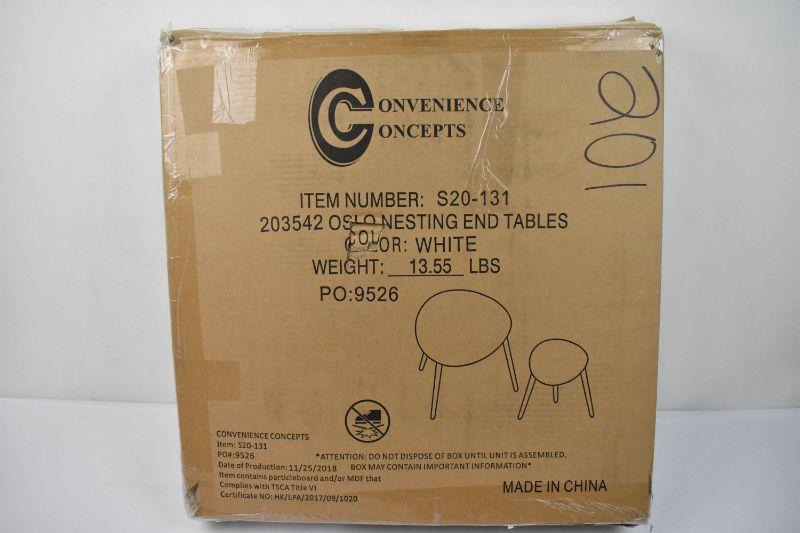 CONVENIENCE
CONCEPTS
ITEM NUMBER: S20-131
203542 OSLO NESTING END TABLES
COLOR: WHITE
WEIGHT: 13.55 LBS
PO:9526
CONVENIENCE CONCEPTS
Item: S20-131
PO#:9526
Date of Production: 11/25/2018
Item contains particleboard and/or MDF that
Complies with TSCA Title VI
Certificate NO: HK/EPA/2017/09/1020
*ATTENTION: DO NOT DISPOSE OF BOX UNTIL UNIT IS ASSEMBLED.
BOX MAY CONTAIN IMPORTANT INFORMATION*
MADE IN CHINA